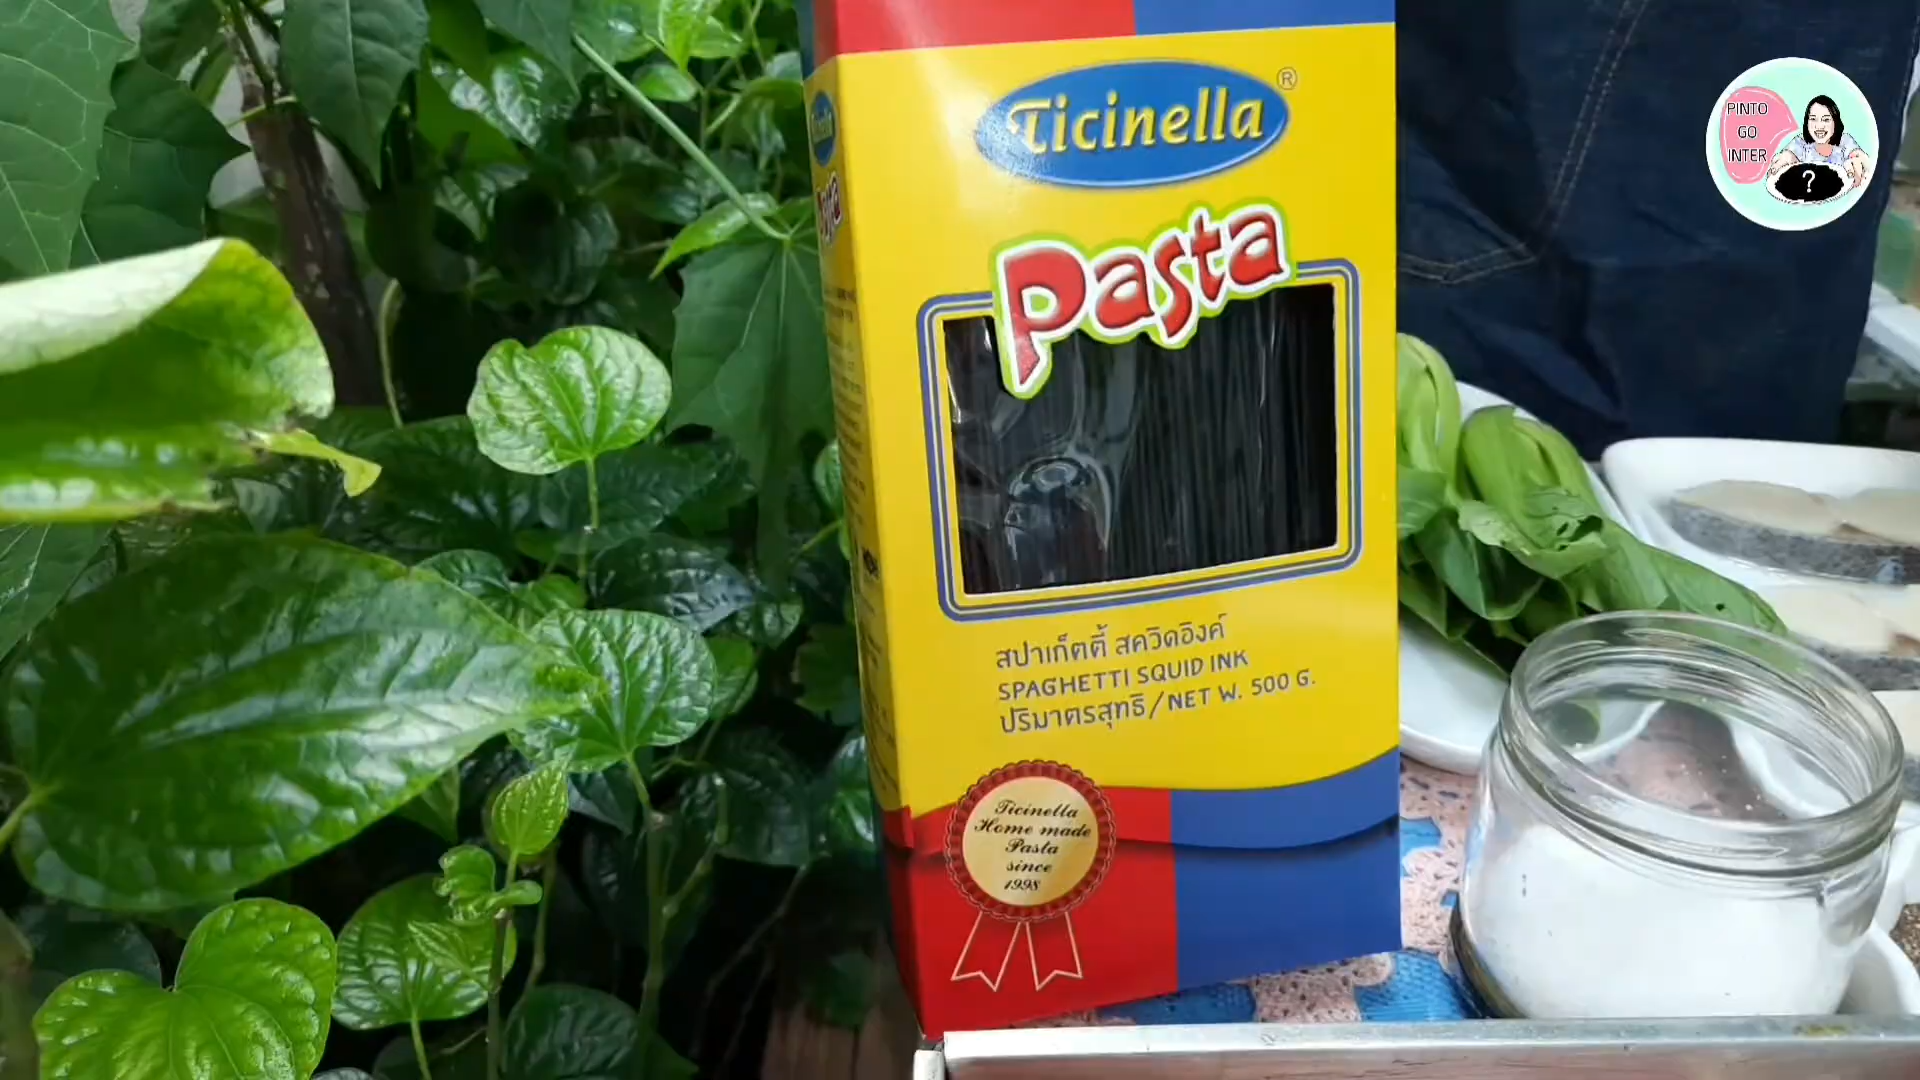 Ticinella ®
Pasta
สปาเก็ตตี้ สควิดอิงค์
SPAGHETTI SQUID INK
ปริมาตรสุทธิ/NET W. 500 G.
Ticinella
Home made
Pasta
since
1998
PINTO
GO
INTER
?
Pasta